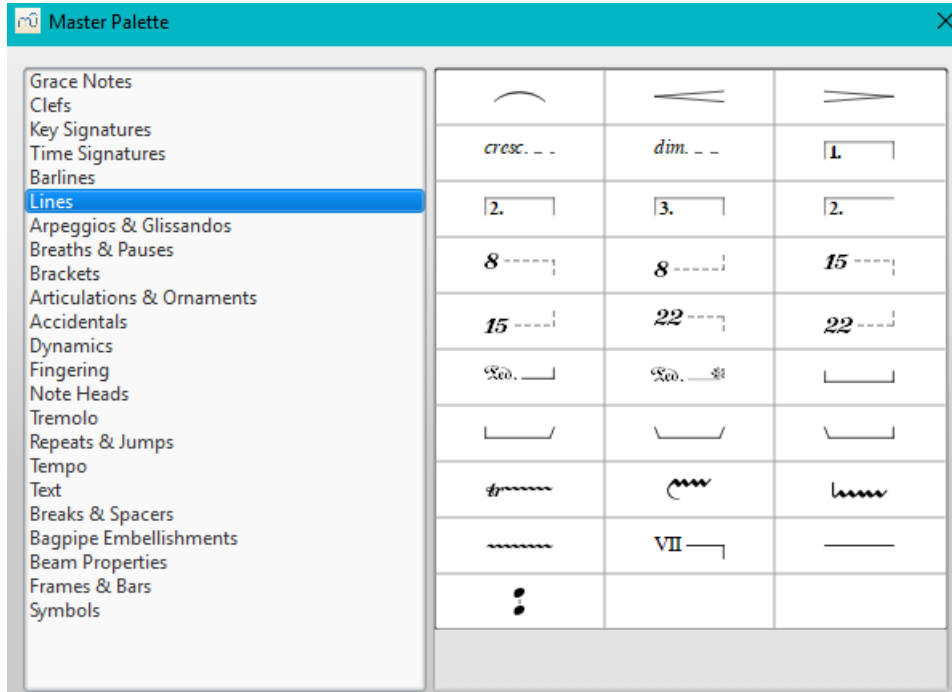 Master Palette
Grace Notes
Clefs
Key Signatures
Time Signatures
Barlines
Lines
Arpeggios & Glissandos
Breaths & Pauses
Brackets
Articulations & Ornaments
Accidentals
Dynamics
Fingering
Note Heads
Tremolo
Repeats & Jumps
Tempo
Text
Breaks & Spacers
Bagpipe Embellishments
Beam Properties
Frames & Bars
Symbols
cresc. _ _ dim. _ _ 1.
2. 3. 2.
8 8 15
15 22 22
Ped. Ped.
tr
VII